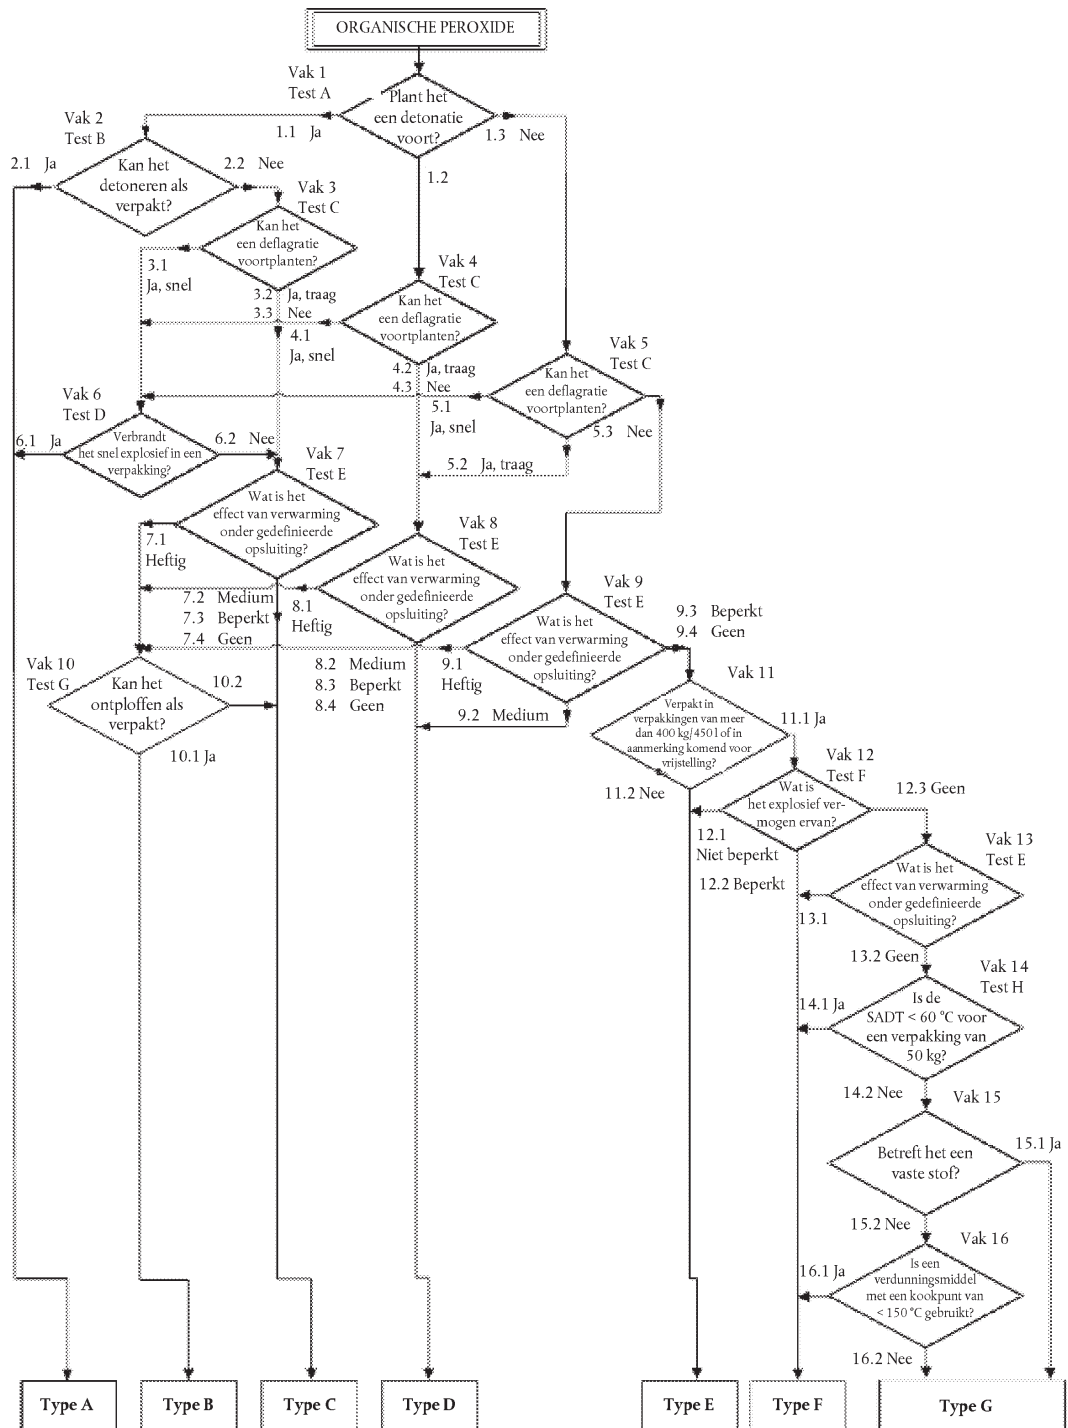 ORGANISCHE PEROXIDE
Vak 1
Test A
Plant het
een detonatie
voort?
1.1 Ja
1.3 Nee
1.2
Vak 2
Test B
2.1 Ja
2.2 Nee
Kan het
detoneren als
verpakt?
Vak 3
Test C
Kan het
een deflagratie
voortplanten?
3.1
Ja, snel
3.2 Ja, traag
3.3 Nee
Vak 4
Test C
Kan het
een deflagratie
voortplanten?
4.1
Ja, snel
4.2 Ja, traag
4.3 Nee
Vak 5
Test C
Kan het
een deflagratie
voortplanten?
5.1
Ja, snel
5.3 Nee
5.2 Ja, traag
Vak 6
Test D
6.1 Ja
6.2 Nee
Verbrandt
het snel explosief in een
verpakking?
Vak 7
Test E
Wat is het
effect van verwarming
onder gedefinieerde
opsluiting?
7.1
Heftig
7.2 Medium
7.3 Beperkt
7.4 Geen
Vak 8
Test E
Wat is het
effect van verwarming
onder gedefinieerde
opsluiting?
8.1
Heftig
8.2 Medium
8.3 Beperkt
8.4 Geen
Vak 9
Test E
Wat is het
effect van verwarming
onder gedefinieerde
opsluiting?
9.1
Heftig
9.2 Medium
9.3 Beperkt
9.4 Geen
Vak 10
Test G
Kan het
ontploffen als
verpakt?
10.2
10.1 Ja
Vak 11
Verpakt in
verpakkingen van meer
dan 400 kg/450 l of in
aanmerking komend voor
vrijstelling?
11.1 Ja
11.2 Nee
Vak 12
Test F
Wat is
het explosief ver-
mogen ervan?
12.3 Geen
12.1
Niet beperkt
12.2 Beperkt
Vak 13
Test E
Wat is het
effect van verwarming
onder gedefinieerde
opsluiting?
13.1
13.2 Geen
Vak 14
Test H
Is de
SADT < 60 °C voor
een verpakking van
50 kg?
14.1 Ja
14.2 Nee
Vak 15
Betreft het een
vaste stof?
15.1 Ja
15.2 Nee
Vak 16
Is een
verdunningsmiddel
met een kookpunt van
< 150 °C gebruikt?
16.1 Ja
16.2 Nee
Type A
Type B
Type C
Type D
Type E
Type F
Type G